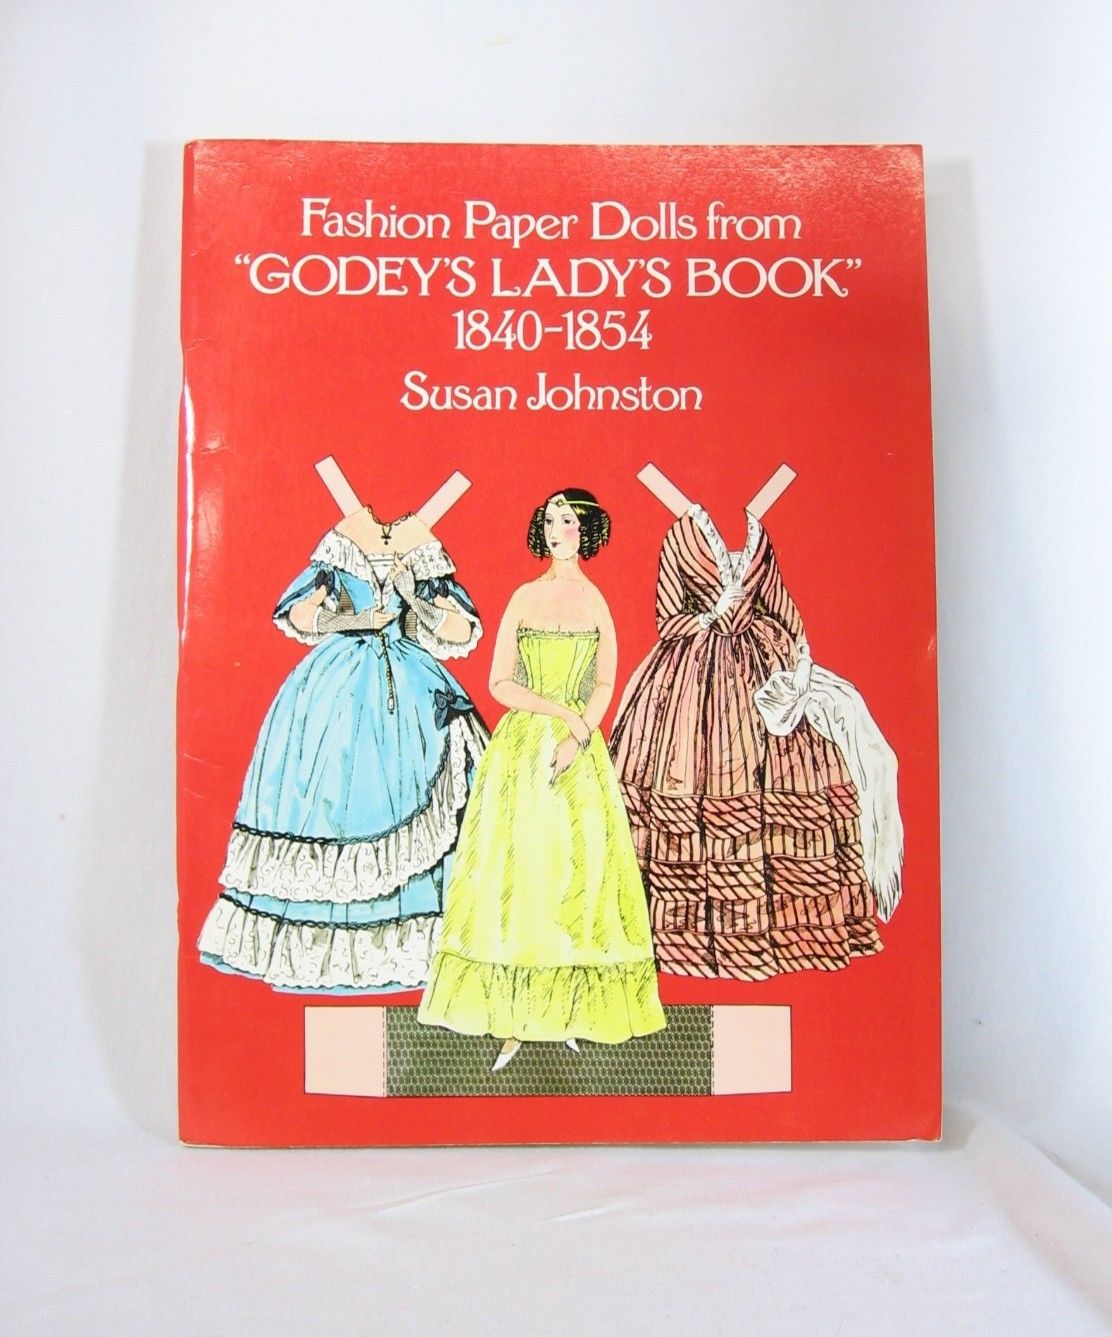 Fashion Paper Dolls from
“GODEY'S LADY'S BOOK”
1840-1854
Susan Johnston